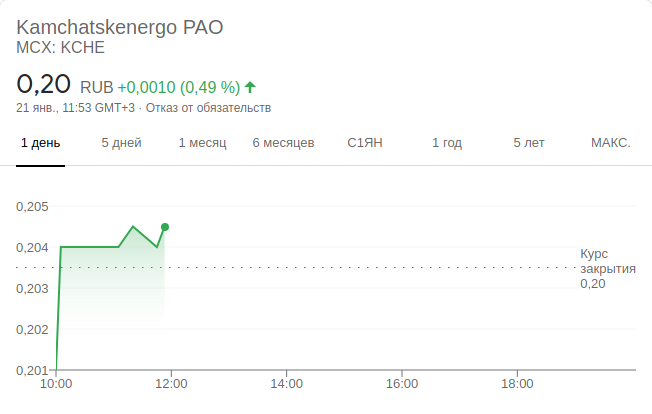 Kamchatskenergo PAO
MCX: KCHE
0,20 RUB +0,0010 (0,49 %)
21 янв., 11:53 GMT+3 · Отказ от обязательств
1 день 5 дней 1 месяц 6 месяцев С1ЯН 1 год 5 лет МАКС.
0,205
0,204
0,203
0,202
0,201
Курс
закрытия
0,20
10:00 12:00 14:00 16:00 18:00